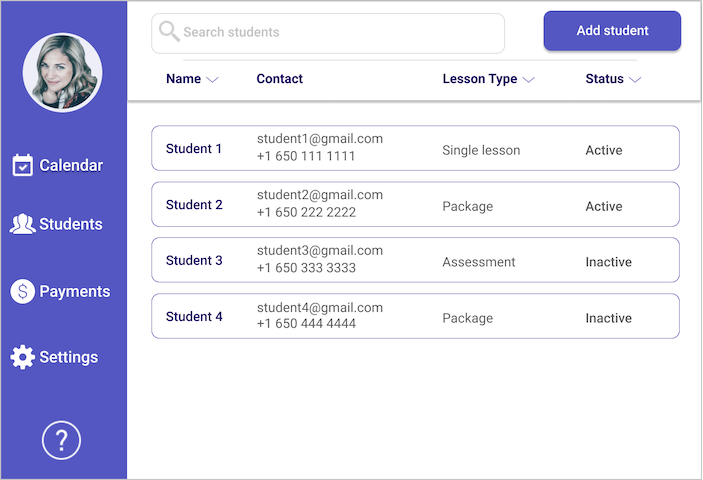 Search students
Add student
Name Contact Lesson Type Status
Calendar
Students
Payments
Settings
?
Student 1
student1@gmail.com
+1 650 111 1111
Single lesson
Active
Student 2
student2@gmail.com
+1 650 222 2222
Package
Active
Student 3
student3@gmail.com
+1 650 333 3333
Assessment
Inactive
Student 4
student4@gmail.com
+1 650 444 4444
Package
Inactive